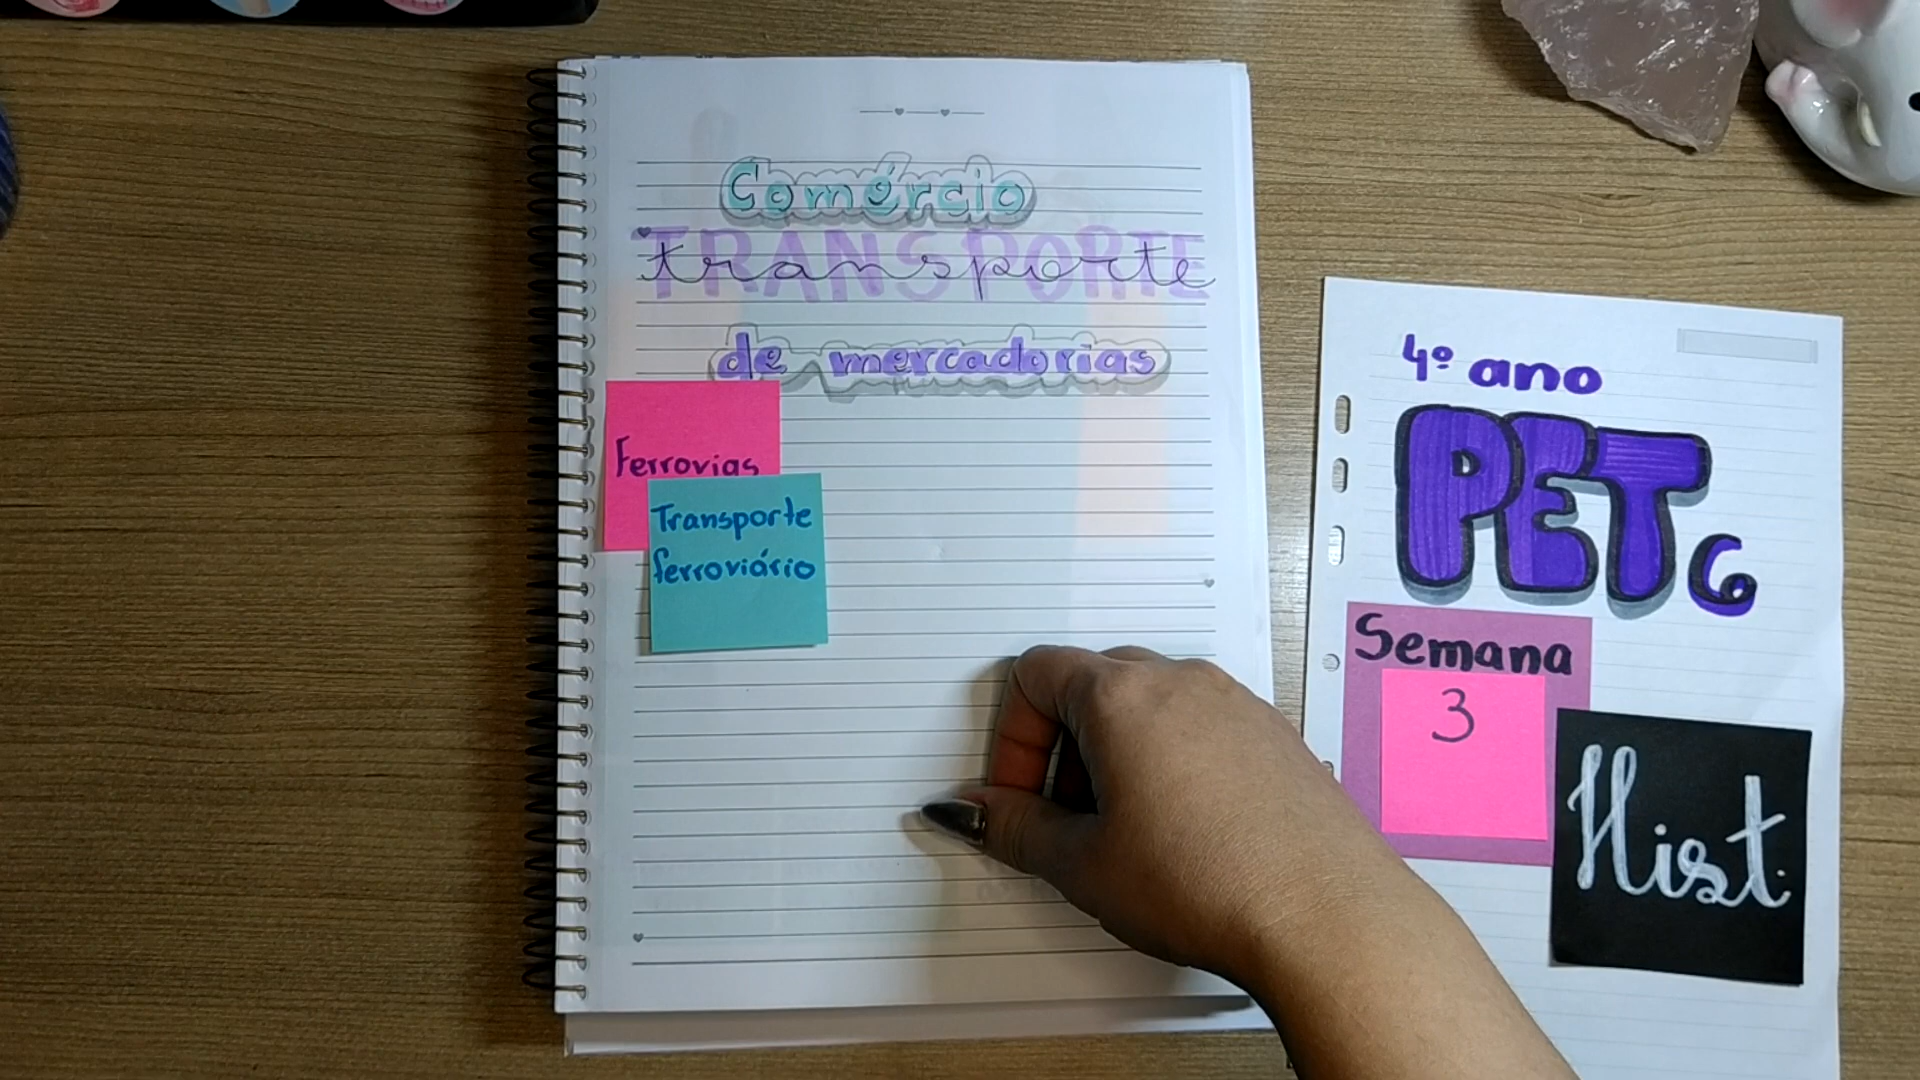 Comércio
TRANSPORTE
transporte
de mercadorias
Ferrovias
Transporte
ferroviário
4º ano
PET 6
Semana
3
Hist.